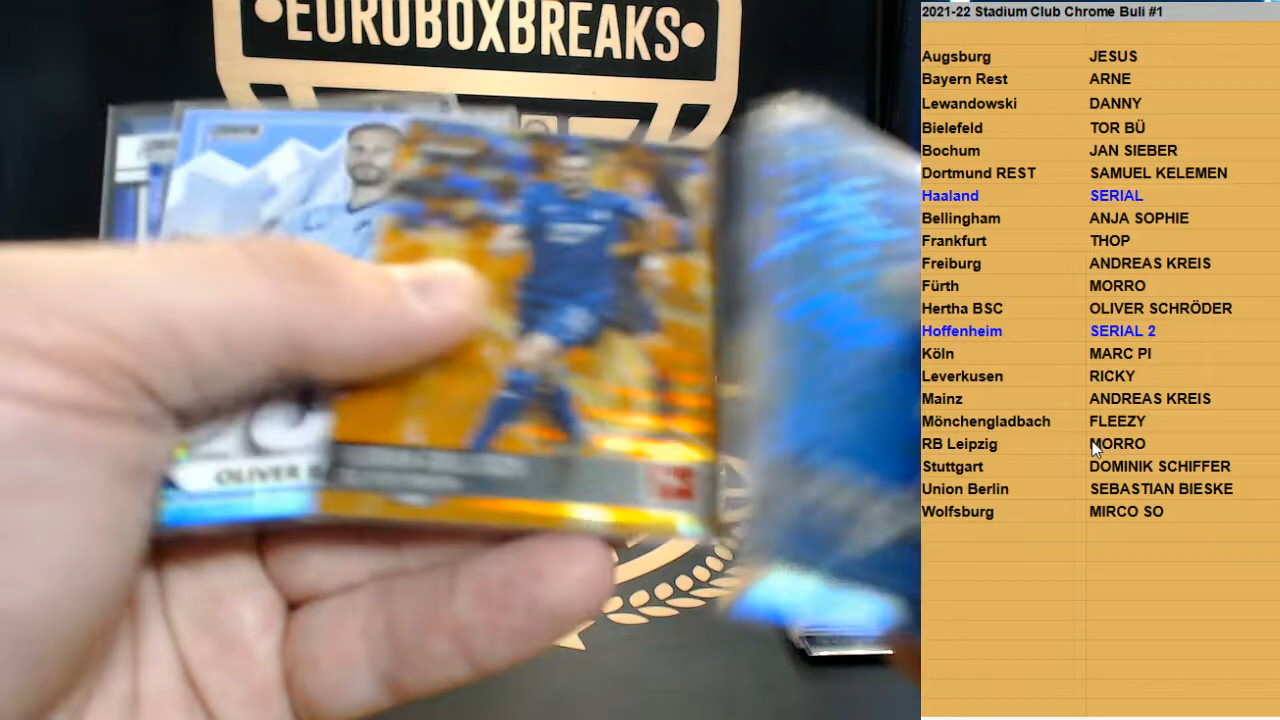 •EUROBOXBREAKS•
OLIVER
2021-22 Stadium Club Chrome Buli #1
Augsburg JESUS
Bayern Rest ARNE
Lewandowski DANNY
Bielefeld TOR BÜ
Bochum JAN SIEBER
Dortmund REST SAMUEL KELEMEN
Haaland SERIAL
Bellingham ANJA SOPHIE
Frankfurt THOP
Freiburg ANDREAS KREIS
Fürth MORRO
Hertha BSC OLIVER SCHRÖDER
Hoffenheim SERIAL 2
Köln MARC PI
Leverkusen RICKY
Mainz ANDREAS KREIS
Mönchengladbach FLEEZY
RB Leipzig MORRO
Stuttgart DOMINIK SCHIFFER
Union Berlin SEBASTIAN BIESKE
Wolfsburg MIRCO SO